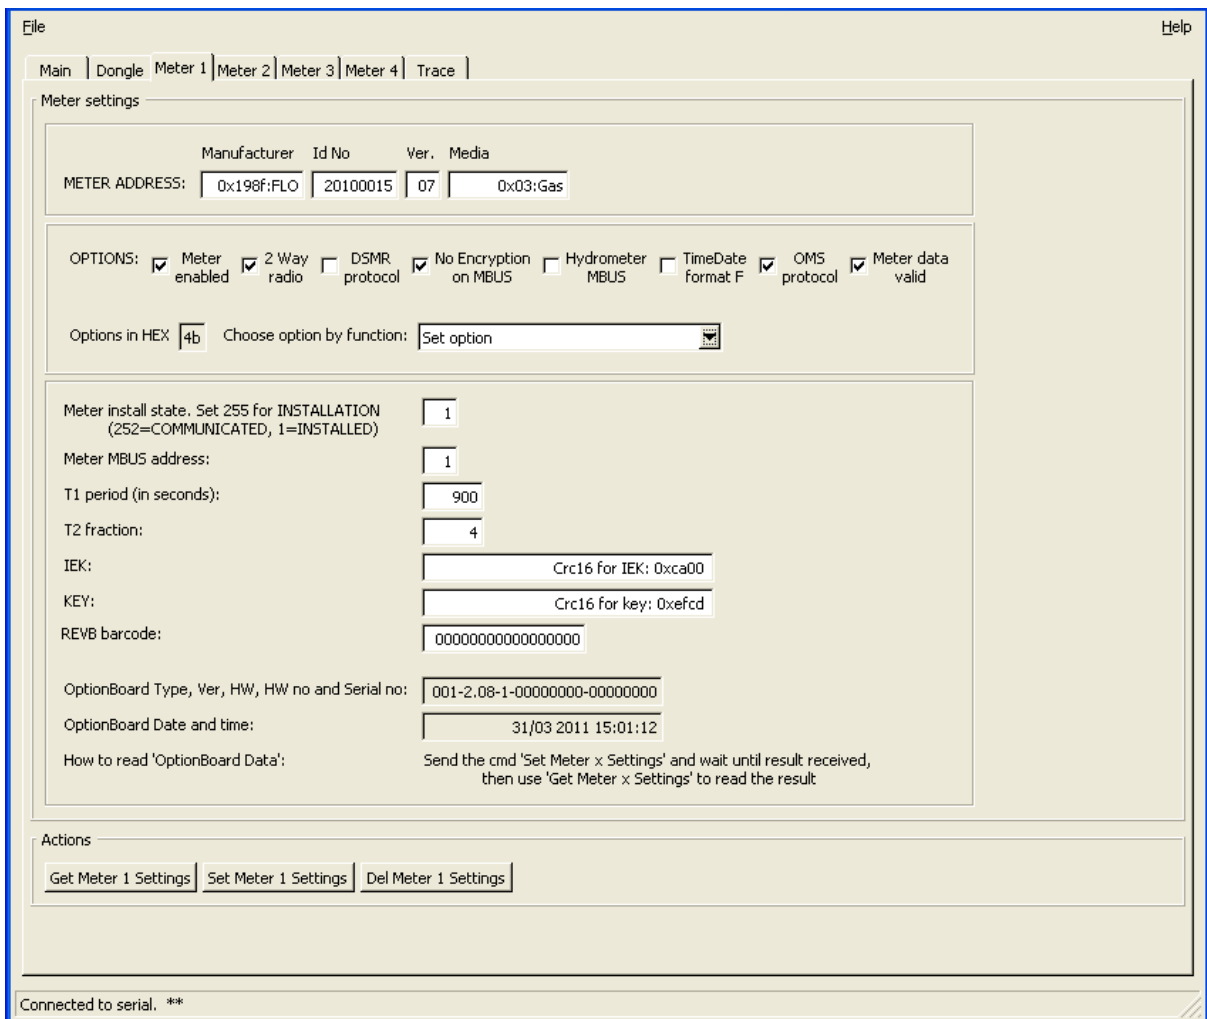 File Help
Main Dongle Meter 1 Meter 2 Meter 3 Meter 4 Trace
Meter settings
Manufacturer Id No Ver. Media
METER ADDRESS: 0x198f:FLO 20100015 07 0x03:Gas
OPTIONS: Meter enabled 2 Way radio DSMR protocol No Encryption on MBUS Hydrometer MBUS TimeDate format F OMS protocol Meter data valid
Options in HEX 4b Choose option by function: Set option
Meter install state. Set 255 for INSTALLATION 1
(252=COMMUNICATED, 1=INSTALLED)
Meter MBUS address: 1
T1 period (in seconds): 900
T2 fraction: 4
IEK: Crc16 for IEK: 0xca00
KEY: Crc16 for key: 0xefcd
REVB barcode: 00000000000000000
OptionBoard Type, Ver, HW, HW no and Serial no: 001-2.08-1-00000000-00000000
OptionBoard Date and time: 31/03 2011 15:01:12
How to read 'OptionBoard Data': Send the cmd 'Set Meter x Settings' and wait until result received,
then use 'Get Meter x Settings' to read the result
Actions
Get Meter 1 Settings Set Meter 1 Settings Del Meter 1 Settings
Connected to serial. **